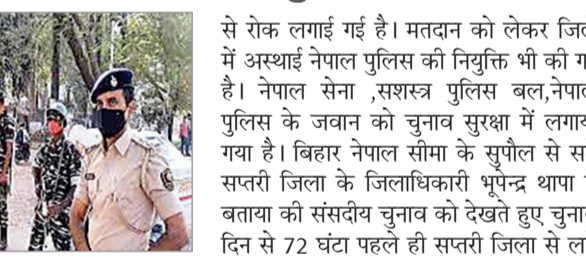 से रोक लगाई गई है। मतदान को लेकर
में अस्थाई नेपाल पुलिस की नियुक्ति भी की
है। नेपाल सेना ,सशस्त्र पुलिस बल,नेपाल
पुलिस के जवान को चुनाव सुरक्षा में
गया है। बिहार नेपाल सीमा के सुपौल से
सप्तरी जिला के जिलाधिकारी भूपेन्द्र थापा
बताया की संसदीय चुनाव को देखते हुए
दिन से 72 घंटा पहले ही सप्तरी जिला से